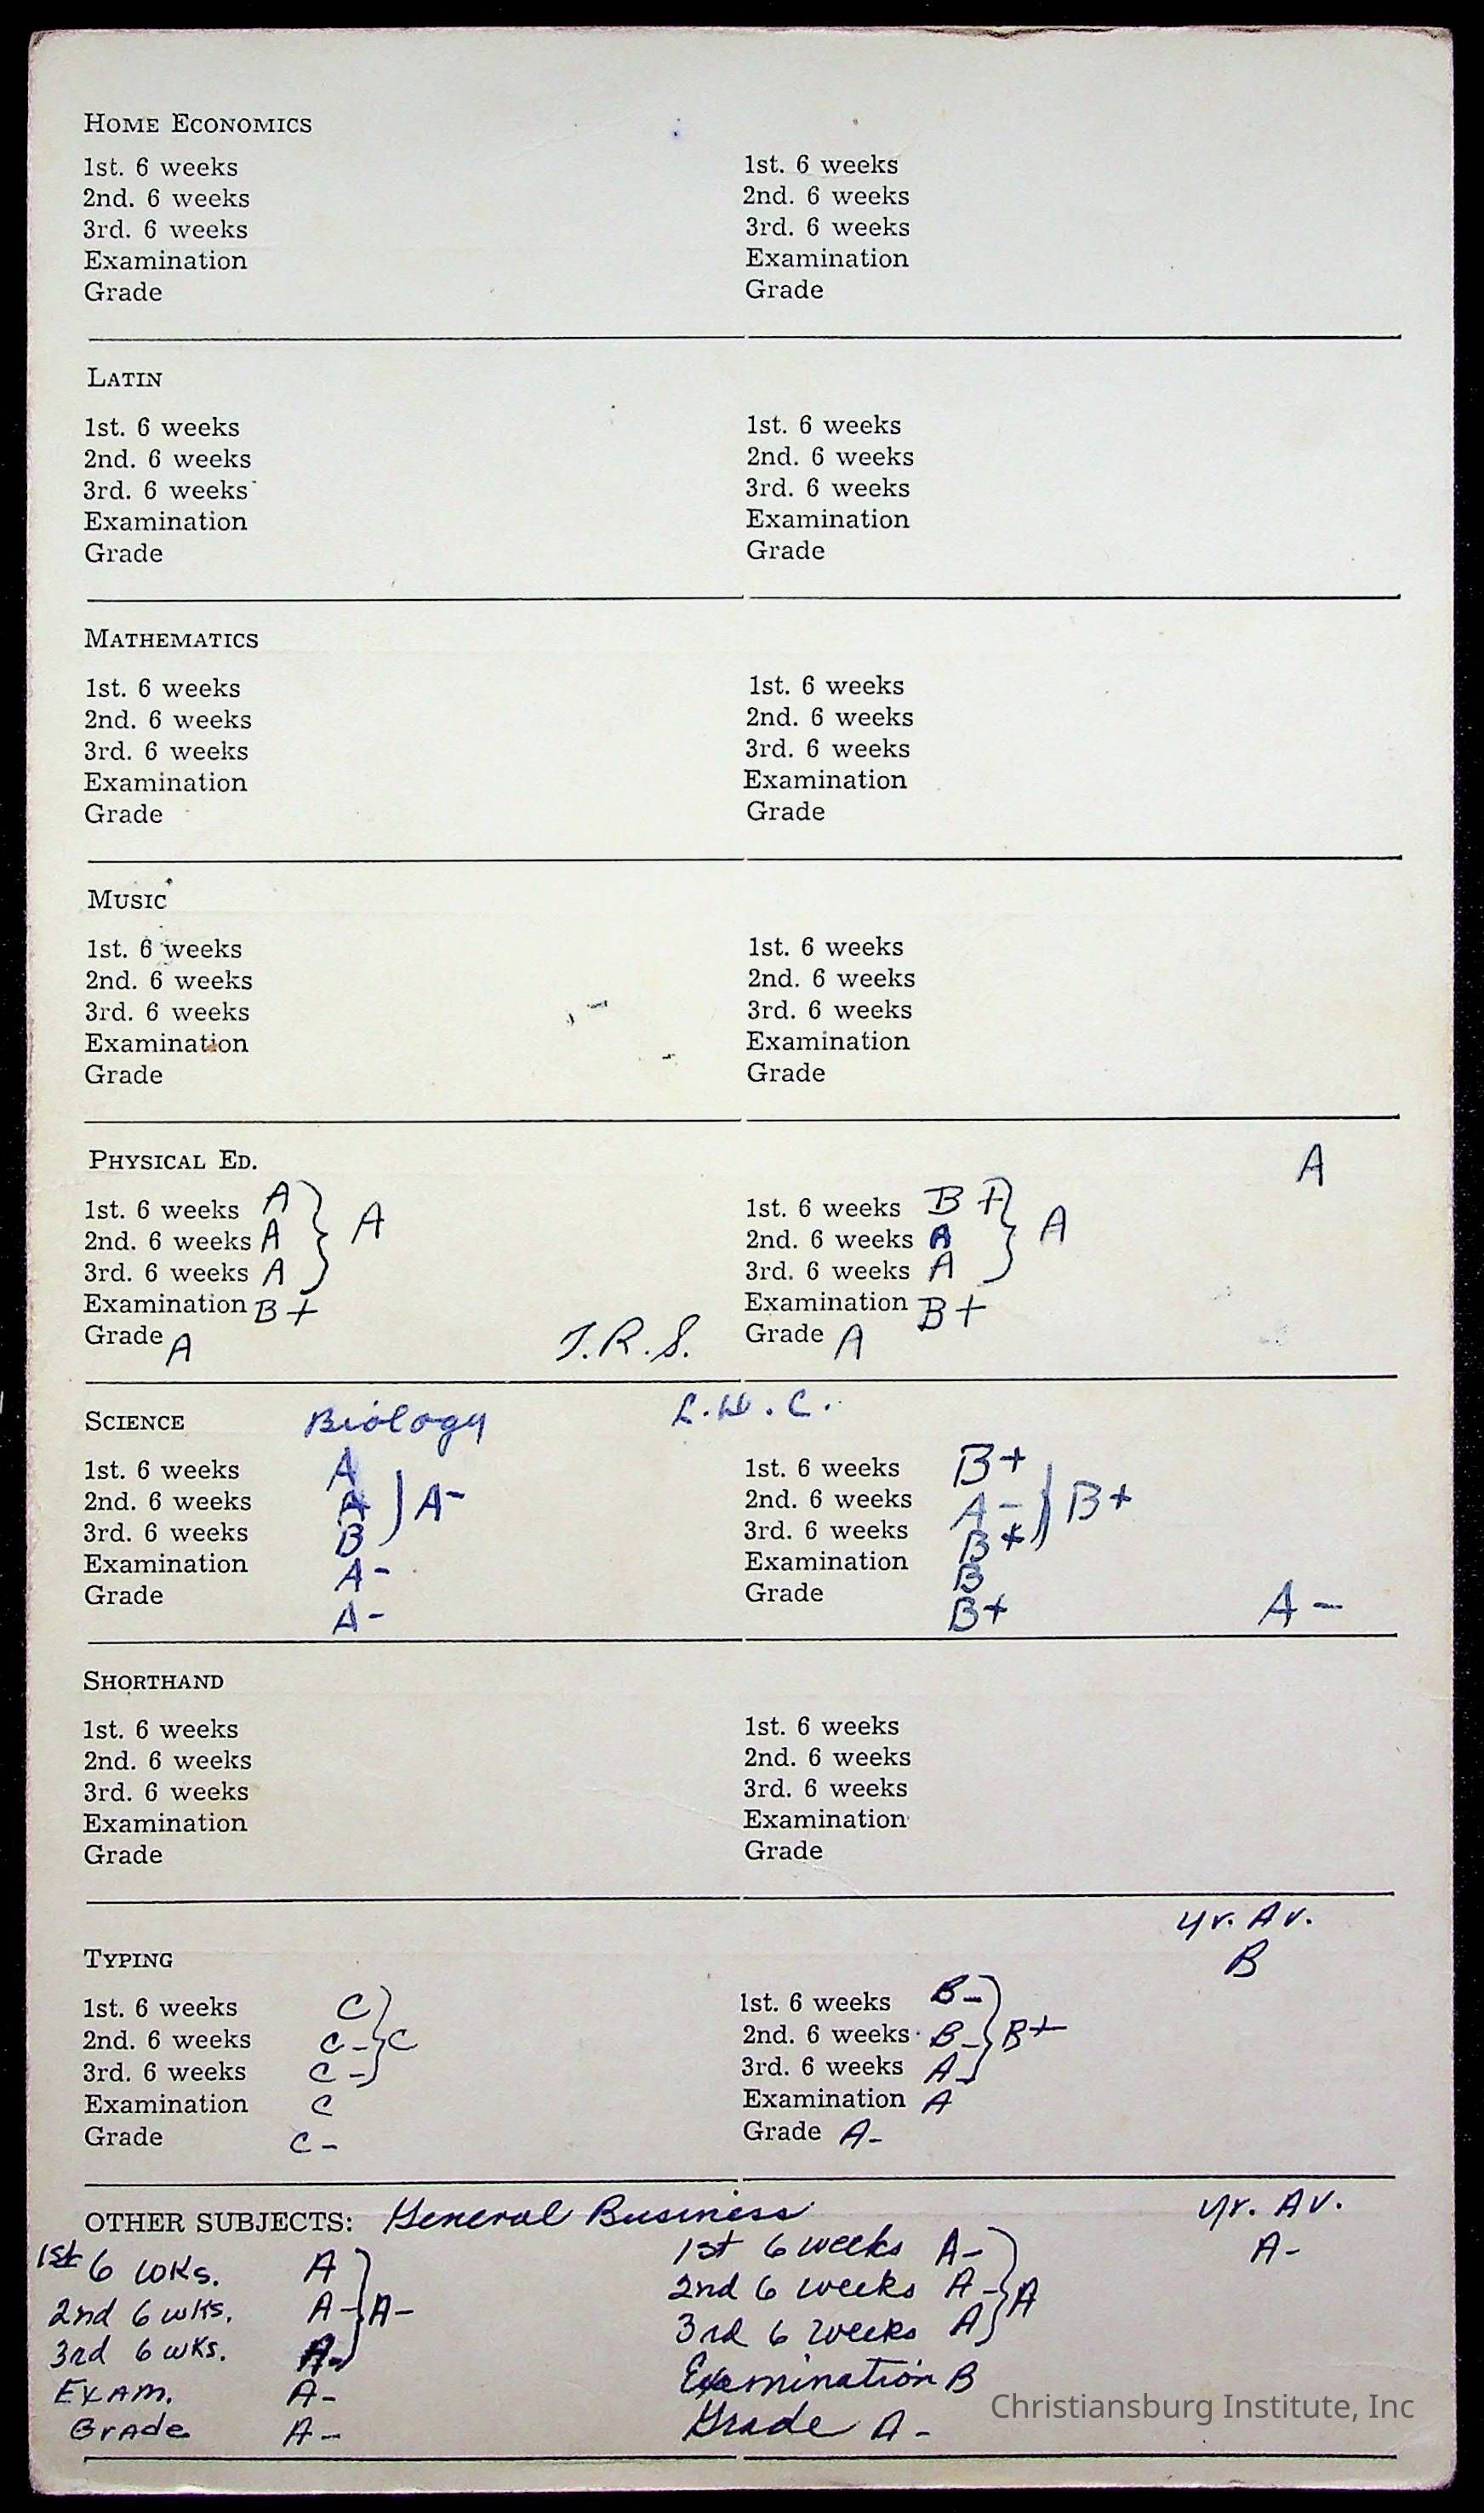 HOME ECONOMICS
1st. 6 weeks 1st. 6 weeks
2nd. 6 weeks 2nd. 6 weeks
3rd. 6 weeks 3rd. 6 weeks
Examination Examination
Grade Grade
LATIN
1st. 6 weeks 1st. 6 weeks
2nd. 6 weeks 2nd. 6 weeks
3rd. 6 weeks 3rd. 6 weeks
Examination Examination
Grade Grade
MATHEMATICS
1st. 6 weeks 1st. 6 weeks
2nd. 6 weeks 2nd. 6 weeks
3rd. 6 weeks 3rd. 6 weeks
Examination Examination
Grade Grade
MUSIC
1st. 6 weeks 1st. 6 weeks
2nd. 6 weeks 2nd. 6 weeks
3rd. 6 weeks 3rd. 6 weeks
Examination Examination
Grade Grade
PHYSICAL ED. A
1st. 6 weeks A 1st. 6 weeks B+
2nd. 6 weeks A } A 2nd. 6 weeks A } A
3rd. 6 weeks A 3rd. 6 weeks A
Examination B+ Examination B+
Grade A J.R.S. Grade A
SCIENCE Biology L.W.C.
1st. 6 weeks A 1st. 6 weeks B+
2nd. 6 weeks A } A- 2nd. 6 weeks A- } B+
3rd. 6 weeks B 3rd. 6 weeks B+
Examination A- Examination B
Grade A- Grade B+ A-
SHORTHAND
1st. 6 weeks 1st. 6 weeks
2nd. 6 weeks 2nd. 6 weeks
3rd. 6 weeks 3rd. 6 weeks
Examination Examination
Grade Grade
Yr. Av.
TYPING B
1st. 6 weeks C 1st. 6 weeks B-
2nd. 6 weeks C- } C 2nd. 6 weeks B- } B+
3rd. 6 weeks C- 3rd. 6 weeks A-
Examination C Examination A
Grade C- Grade A-
OTHER SUBJECTS: General Business Yr. Av.
1st 6 wks. A 1st 6 weeks A- A-
2nd 6 wks. A- } A- 2nd 6 weeks A- } A
3rd 6 wks. A- 3rd 6 weeks A
Exam. A- Examination B
Grade A- Grade A-
Christiansburg Institute, Inc